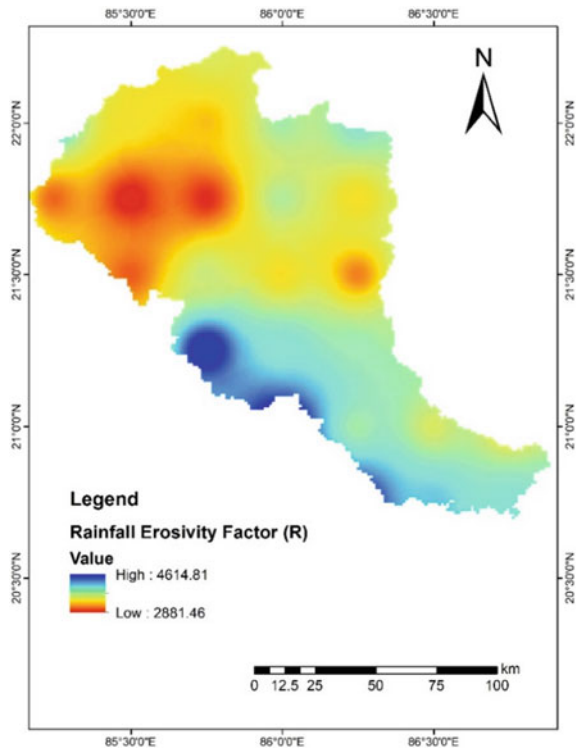 85°30'0"E 86°0'0"E 86°30'0"E
N
22°0'0"N 22°0'0"N
21°30'0"N 21°30'0"N
21°0'0"N 21°0'0"N
Legend
Rainfall Erosivity Factor (R)
Value
High : 4614.81
Low : 2881.46
20°30'0"N 20°30'0"N
km
0 12.5 25 50 75 100
85°30'0"E 86°0'0"E 86°30'0"E